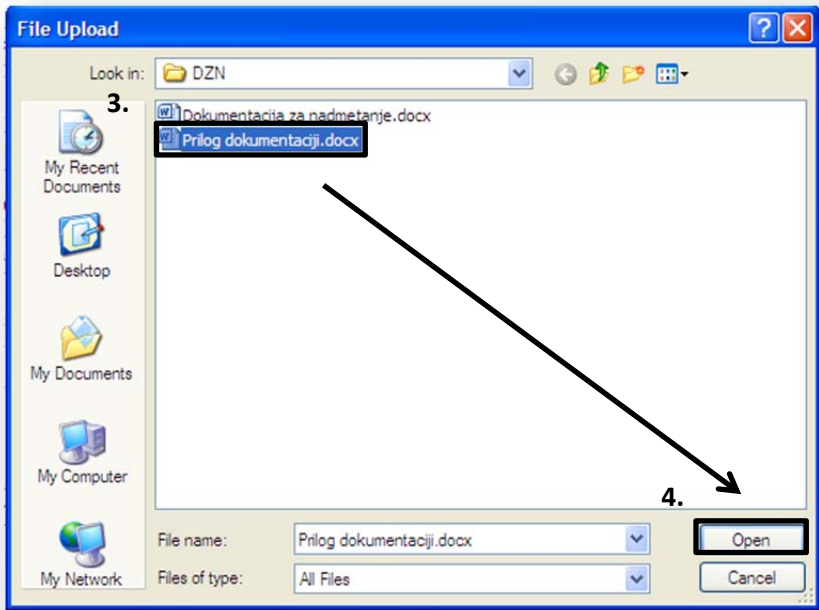 File Upload
Look in: DZN
3.
Dokumentacija za nadmetanje.docx
Prilog dokumentaciji.docx
My Recent
Documents
Desktop
My Documents
My Computer
My Network
4.
File name: Prilog dokumentaciji.docx Open
Files of type: All Files Cancel